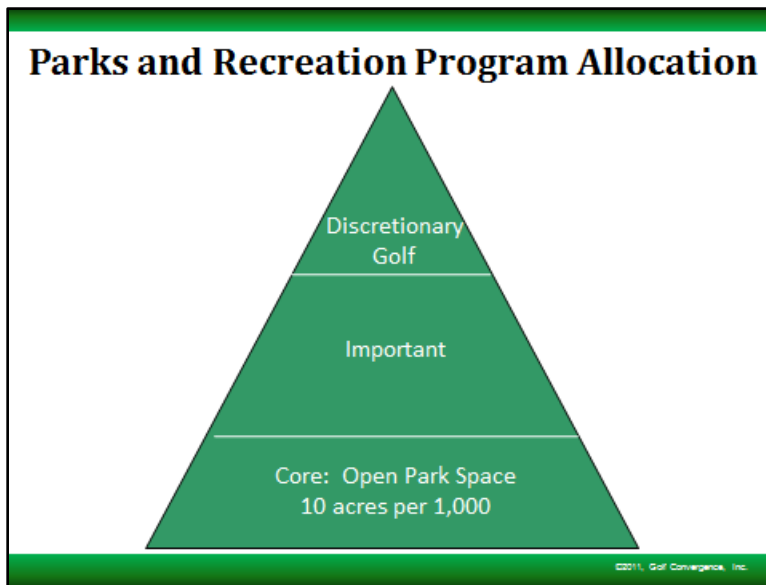 Parks and Recreation Program Allocation
Discretionary
Golf
Important
Core: Open Park Space
10 acres per 1,000
©2011, Golf Convergence, Inc.